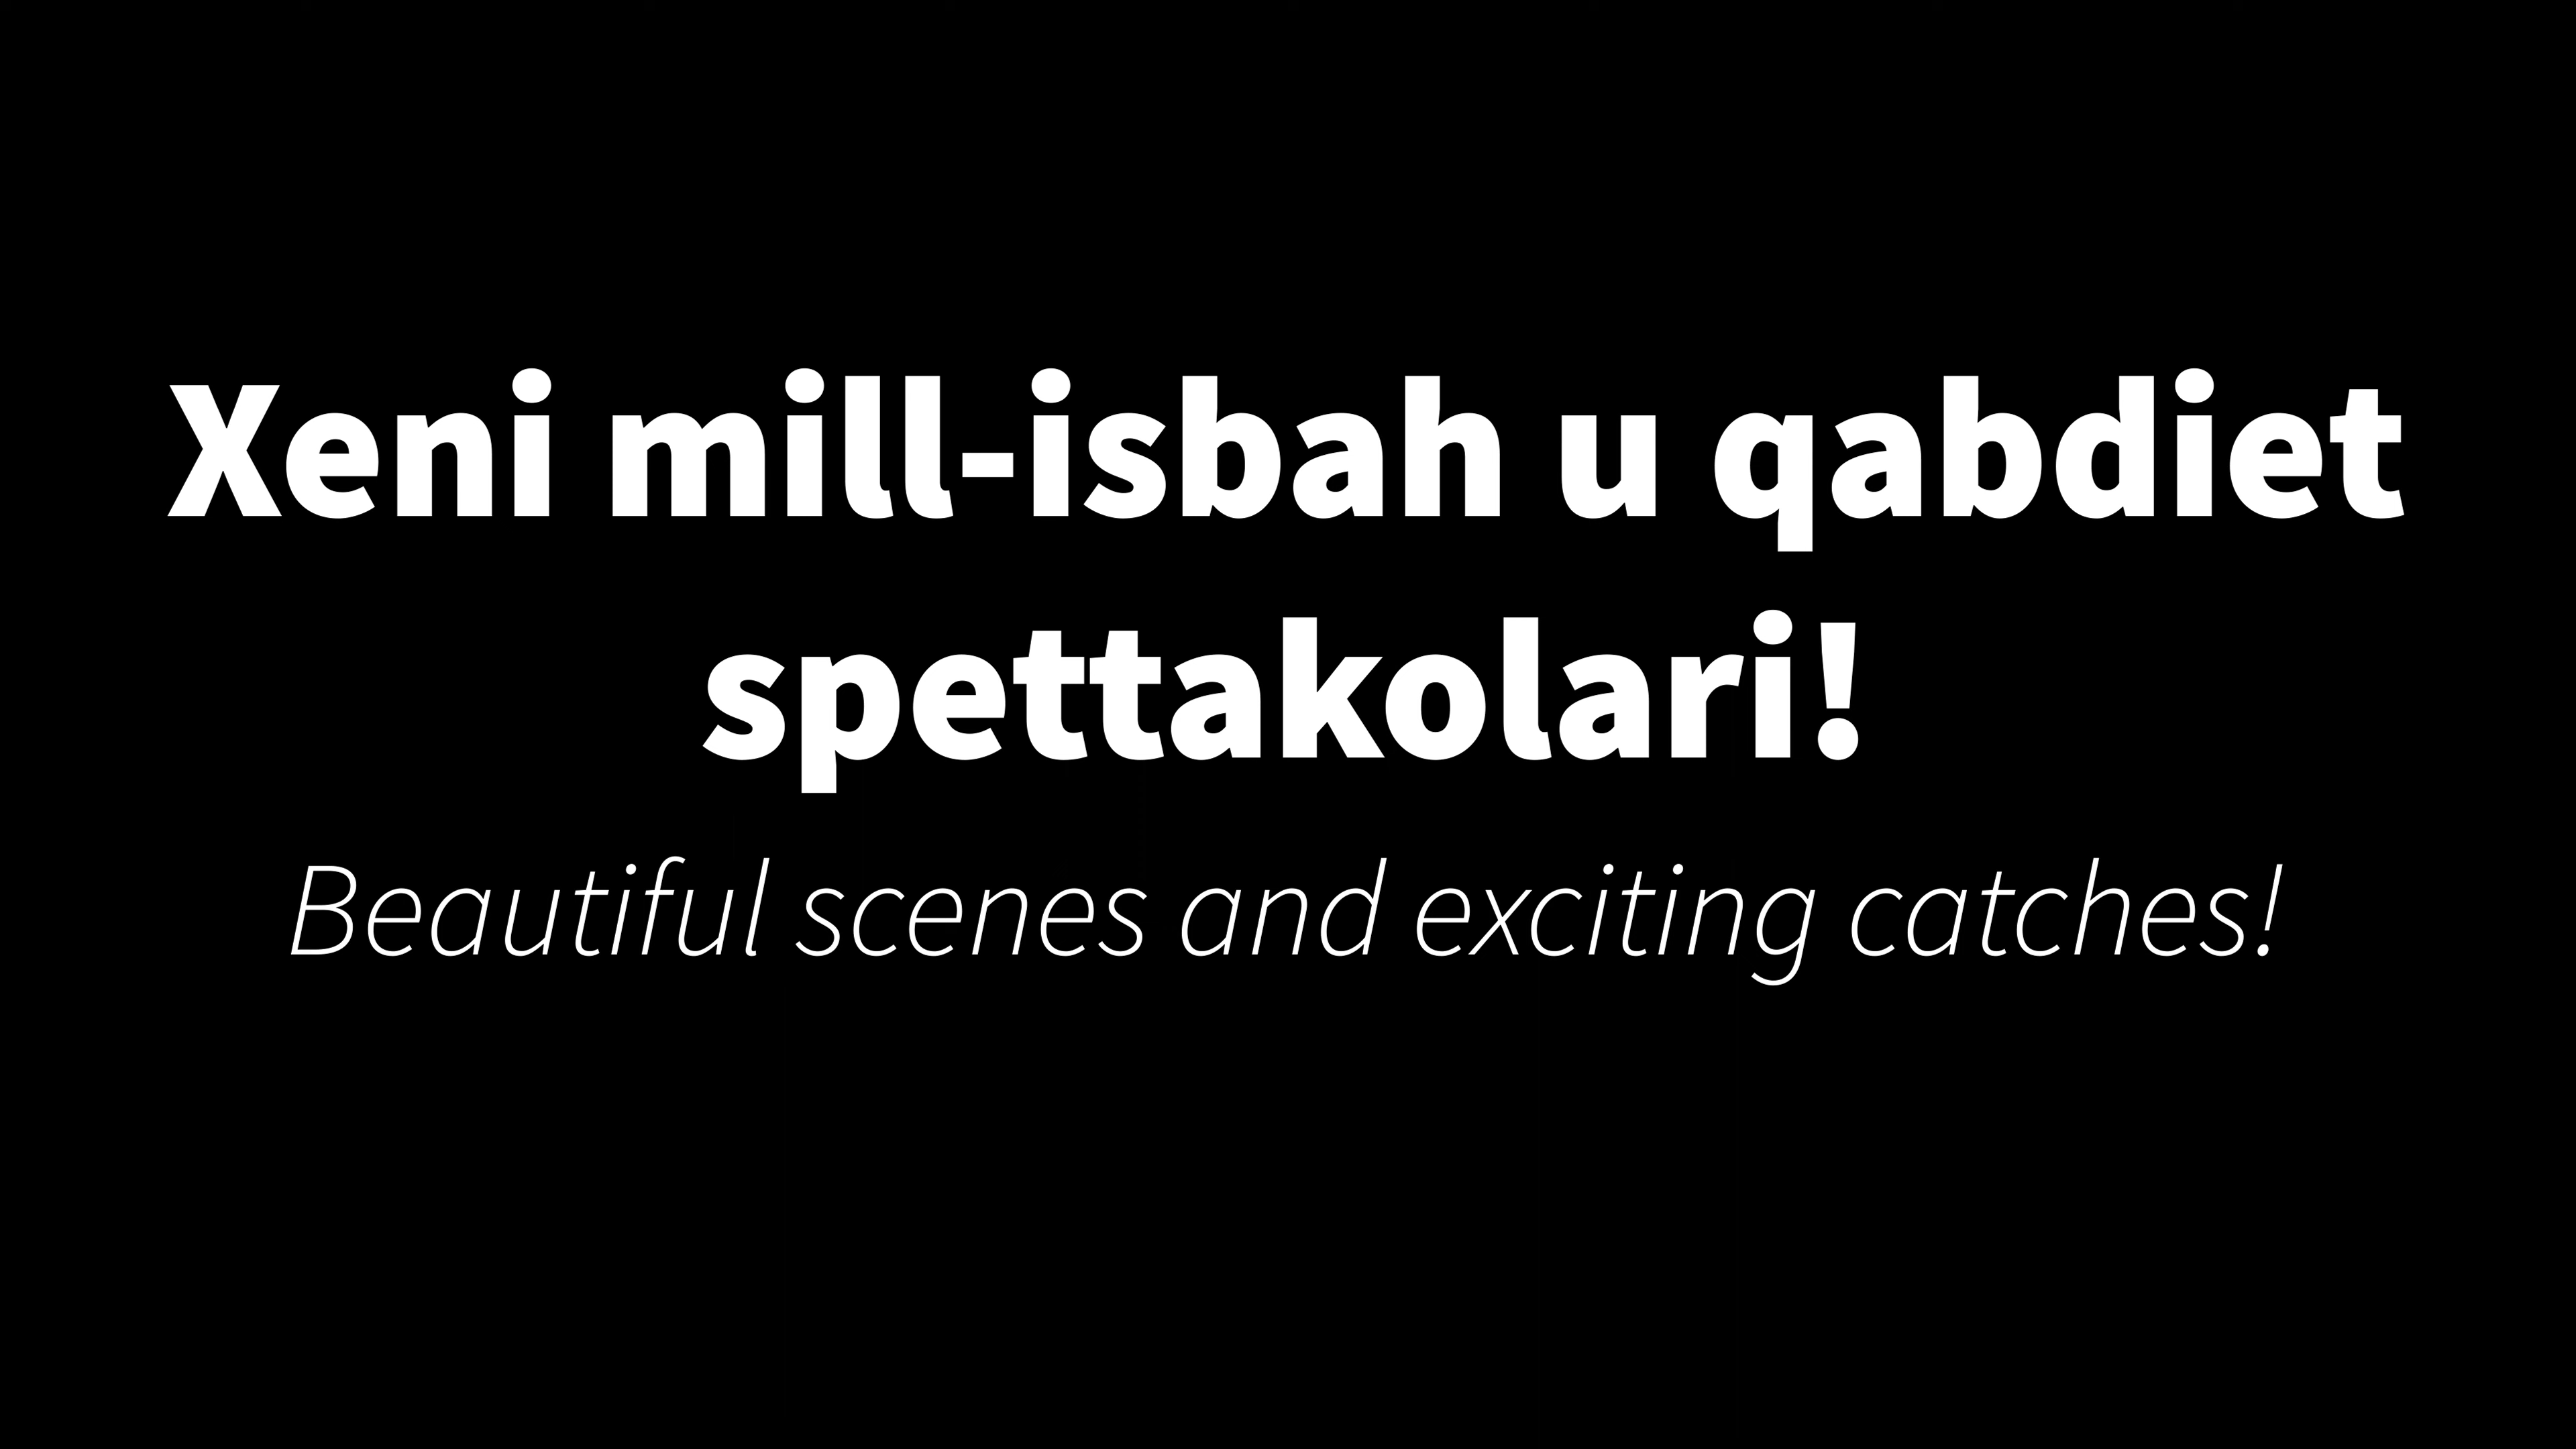 Xeni mill-isbah u qabdiet
spettakolari!
Beautiful scenes and exciting catches!